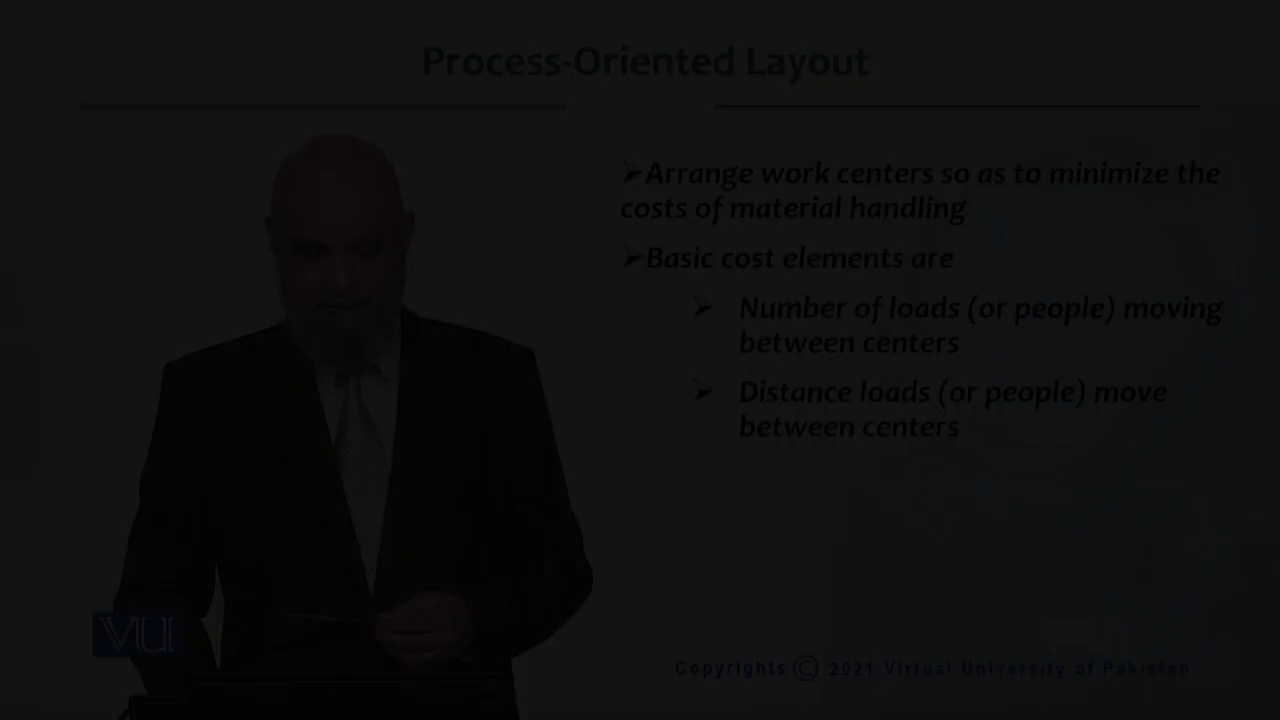 Process-Oriented Layout
➢Arrange work centers so as to minimize the
costs of material handling
➢Basic cost elements are
➢ Number of loads (or people) moving
between centers
➢ Distance loads (or people) move
between centers
VU
Copyrights © 2021 Virtual University of Pakistan